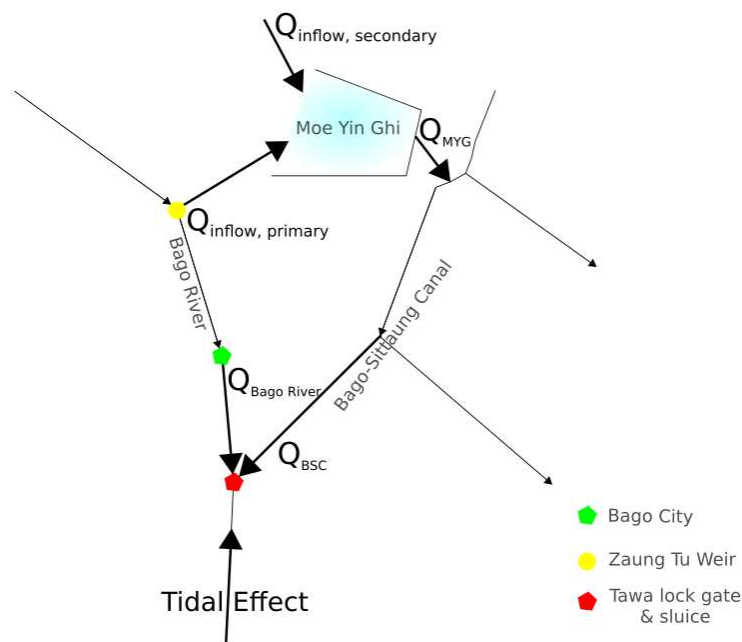 Qinflow, secondary
Moe Yin Ghi
QMYG
Qinflow, primary
Bago River
Bago-Sittaung Canal
QBago River
QBSC
Tidal Effect
Bago City
Zaung Tu Weir
Tawa lock gate
& sluice